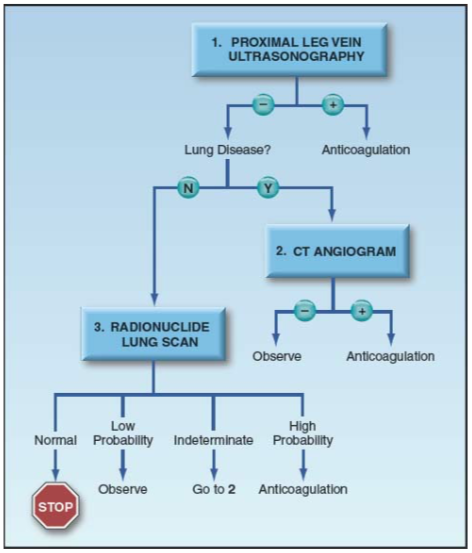 1. PROXIMAL LEG VEIN
ULTRASONOGRAPHY
− +
Lung Disease? Anticoagulation
N Y
2. CT ANGIOGRAM
3. RADIONUCLIDE
LUNG SCAN
− +
Observe Anticoagulation
Normal
Low
Probability
Indeterminate
High
Probability
STOP
Observe
Go to 2
Anticoagulation